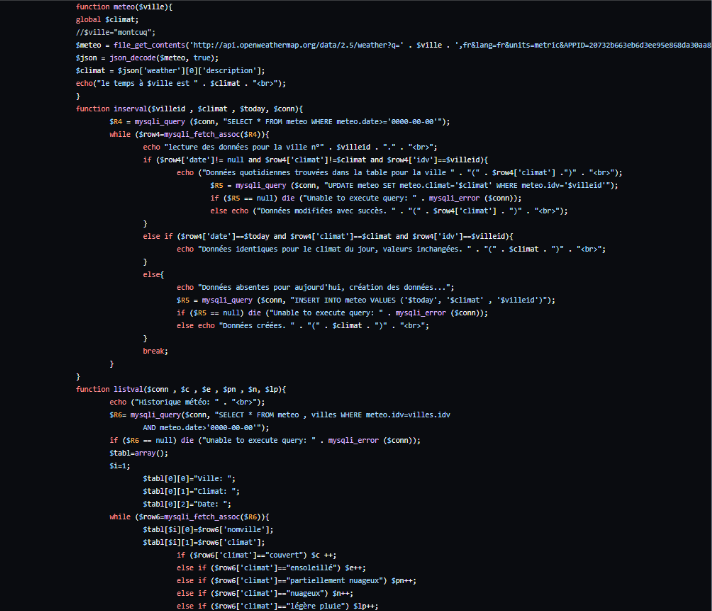 function meteo($ville){
global $climat;
//$ville="montcuq";
$meteo = file_get_contents('http://api.openweathermap.org/data/2.5/weather?q=' . $ville . ',fr&lang=fr&units=metric&APPID=20732b663eb6d3ee95e868da30aa8
$json = json_decode($meteo, true);
$climat = $json['weather'][0]['description'];
echo("le temps à $ville est " . $climat . "<br>");
}
function inserval($villeid , $climat , $today, $conn){
$R4 = mysqli_query ($conn, "SELECT * FROM meteo WHERE meteo.date>='0000-00-00'");
while ($row4=mysqli_fetch_assoc($R4)){
echo "lecture des données pour la ville n°" . $villeid . "." . "<br>";
if ($row4['date']!= null and $row4['climat']!=$climat and $row4['idv']==$villeid){
echo ("Données quotidiennes trouvées dans la table pour la ville " . "(" . $row4['climat'] .")" . "<br>");
$R5 = mysqli_query ($conn, "UPDATE meteo SET meteo.climat='$climat' WHERE meteo.idv='$villeid'");
if ($R5 == null) die ("Unable to execute query: " . mysqli_error ($conn));
else echo ("Données modifiées avec succès. " . "(" . $row4['climat'] . ")" . "<br>");
}
else if ($row4['date']==$today and $row4['climat']==$climat and $row4['idv']==$villeid){
echo "Données identiques pour le climat du jour, valeurs inchangées. " . "(" . $climat . ")" . "<br>";
}
else{
echo "Données absentes pour aujourd'hui, création des données...";
$R5 = mysqli_query ($conn, "INSERT INTO meteo VALUES ('$today', '$climat' , '$villeid')");
if ($R5 == null) die ("Unable to execute query: " . mysqli_error ($conn));
else echo "Données créées. " . "(" . $climat . ")" . "<br>";
}
break;
}
}
function listval($conn , $c , $e , $pn , $n, $lp){
echo ("Historique météo: " . "<br>");
$R6= mysqli_query($conn, "SELECT * FROM meteo , villes WHERE meteo.idv=villes.idv
AND meteo.date>'0000-00-00'");
if ($R6 == null) die ("Unable to execute query: " . mysqli_error ($conn));
$tabl=array();
$i=1;
$tabl[0][0]="Ville: ";
$tabl[0][1]="Climat: ";
$tabl[0][2]="Date: ";
while ($row6=mysqli_fetch_assoc($R6)){
$tabl[$i][0]=$row6['nomville'];
$tabl[$i][1]=$row6['climat'];
if ($row6['climat']=="couvert") $c ++;
else if ($row6['climat']=="ensoleillé") $e++;
else if ($row6['climat']=="partiellement nuageux") $pn++;
else if ($row6['climat']=="nuageux") $n++;
else if ($row6['climat']=="légère pluie") $lp++;